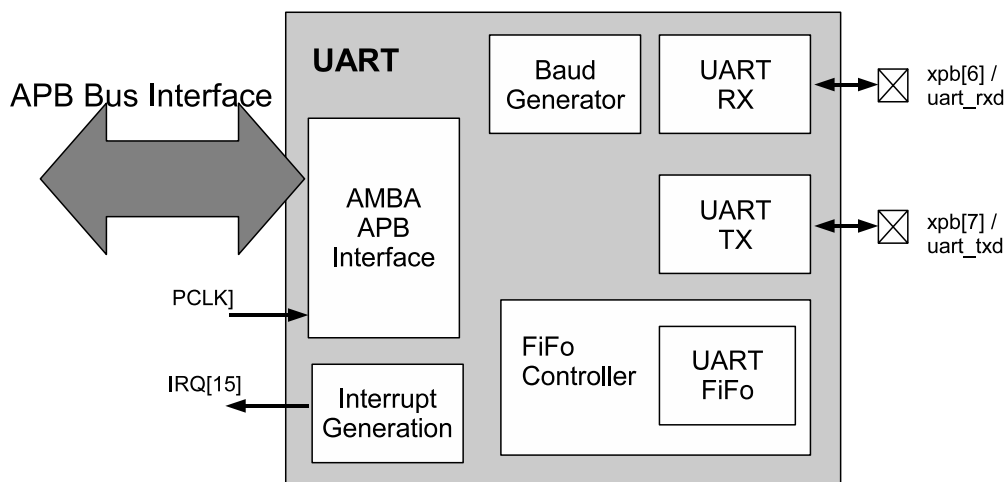 UART
APB Bus Interface
Baud
Generator
UART
RX
xpb[6] /
uart_rxd
AMBA
APB
Interface
UART
TX
xpb[7] /
uart_txd
PCLK]
IRQ[15]
Interrupt
Generation
FiFo
Controller
UART
FiFo